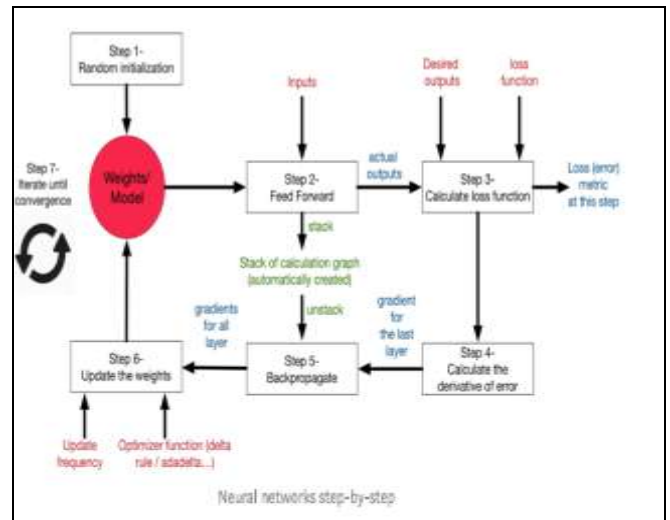 Step 1-
Random initialization
Inputs
Desired
outputs
loss
function
Step 7-
Iterate until
convergence
Weights/
Model
Step 2-
Feed Forward
actual
outputs
Step 3-
Calculate loss function
Loss (error)
metric
at this step
stack
Stack of calculation graph
(automatically created)
unstack
gradients
for all
layer
gradient
for
the last
layer
Step 6-
Update the weights
Step 5-
Backpropagate
Step 4-
Calculate the
derivative of error
Update
frequency
Optimizer function (delta
rule / adadelta...)
Neural networks step-by-step